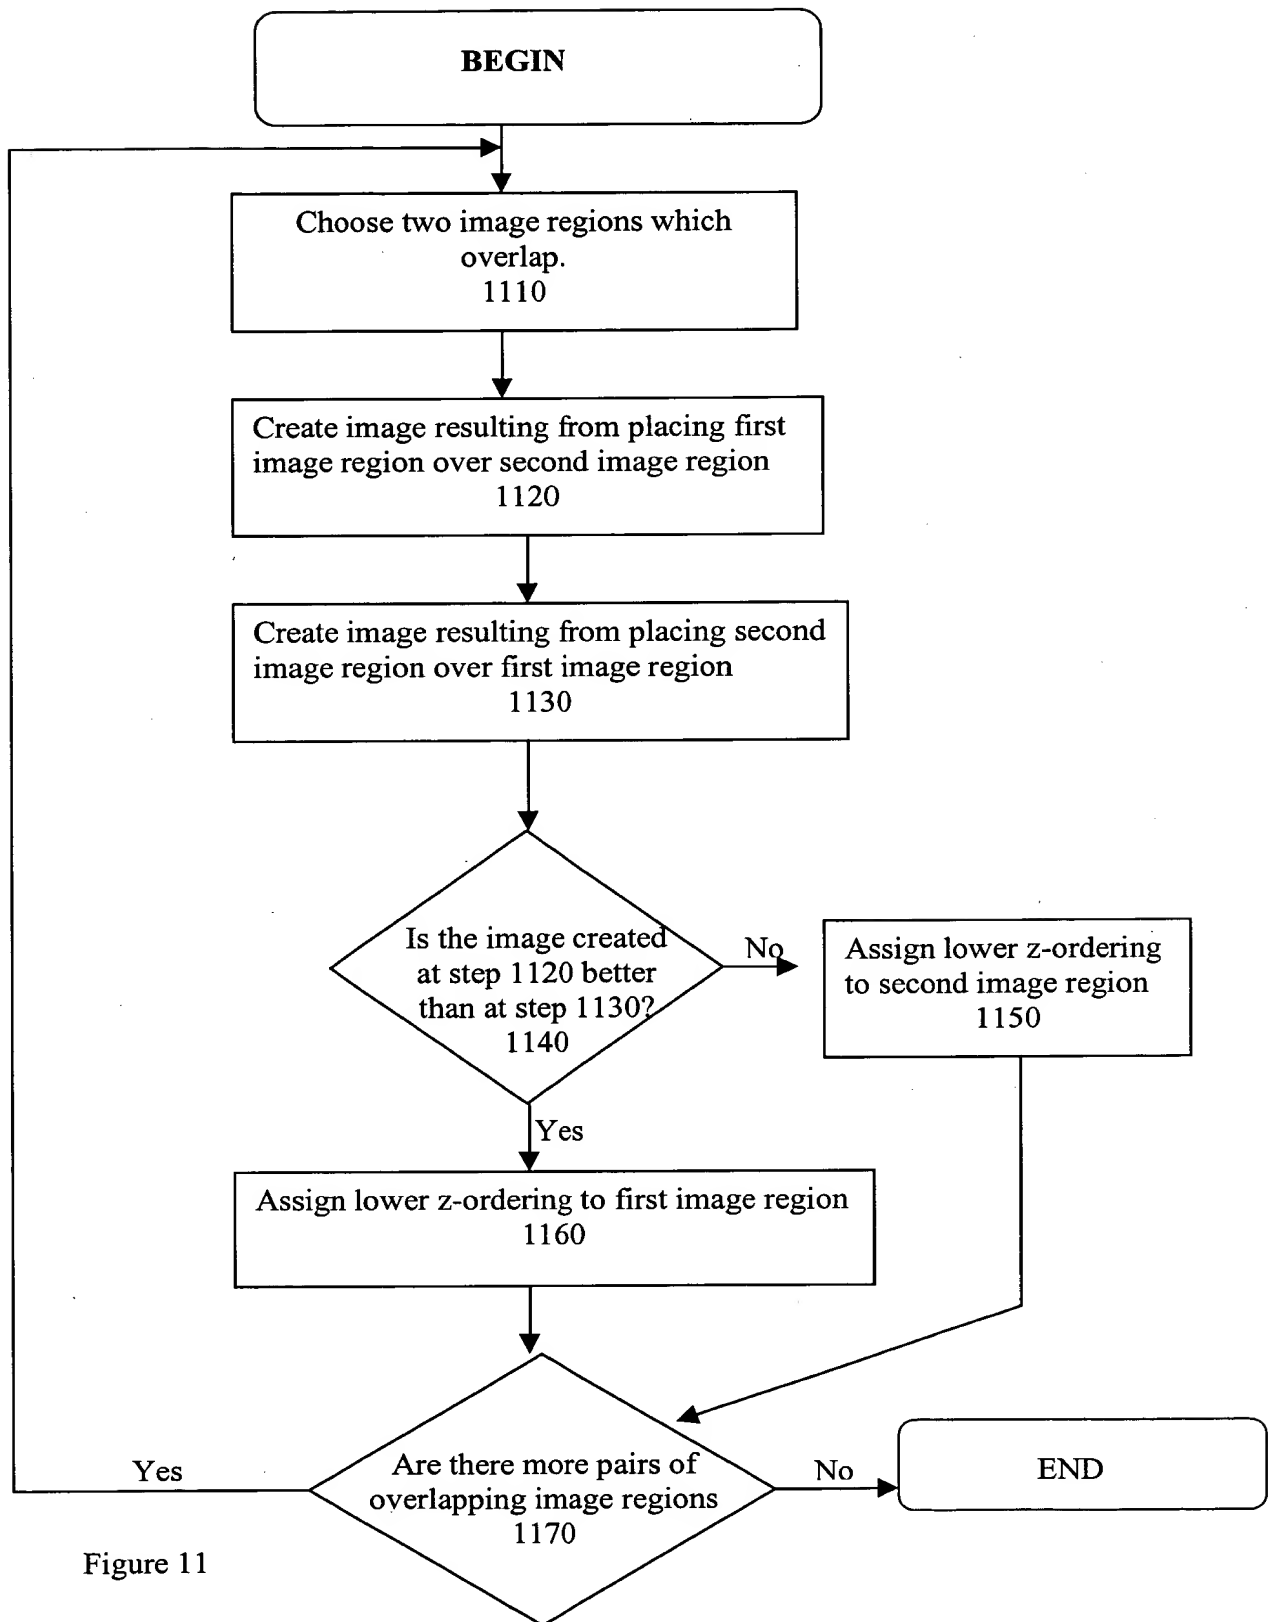 BEGIN
Choose two image regions which
overlap.
1110
Create image resulting from placing first
image region over second image region
1120
Create image resulting from placing second
image region over first image region
1130
Is the image created
at step 1120 better
than at step 1130?
1140
No
Assign lower z-ordering
to second image region
1150
Yes
Assign lower z-ordering to first image region
1160
Are there more pairs of
overlapping image regions
1170
Yes
No
END
Figure 11